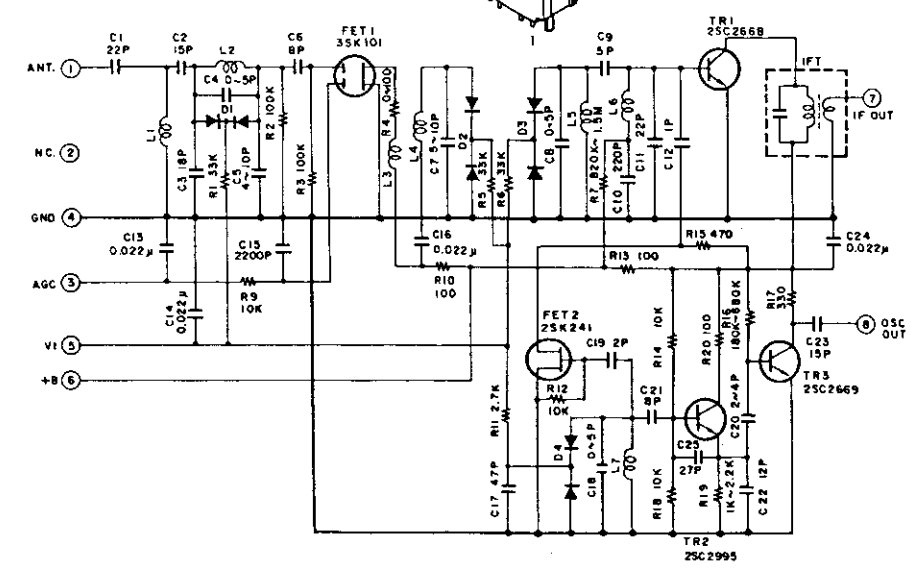 C1
22P
C2
15P
L2
C4 0~5P
C6
8P
FET1
3SK101
C9
5P
TR1
2SC2668
IFT
ANT. 1
7
IF OUT
L1
D1
R2 100K
R4 0~100
L4
C7 5~10P
D2
D3
C8 0~5P
L5
R7 820K~1.5M
L6
220P
C10
C11 22P
C12 1P
NC. 2
C3 18P
R1 33K
C5
4~10P
R3 100K
L3
R5 33K
R6 33K
GND 4
C13
0.022μ
C15
2200P
C16
0.022μ
R15 470
R13 100
C24
0.022μ
AGC 3
R9
10K
R10
100
C14
0.022μ
FET2
2SK241
C19 2P
R14 10K
R20 100
R16
180K~680K
R17
330
8 OSC
OUT
C23
15P
V1 5
+B 6
R12
10K
C21
8P
TR3
2SC2669
R11 2.7K
D4
0~5P
C18
L7
C25
27P
C20 2~4P
C17 47P
R18 10K
R19
1K~2.2K
C22 12P
TR2
2SC2995